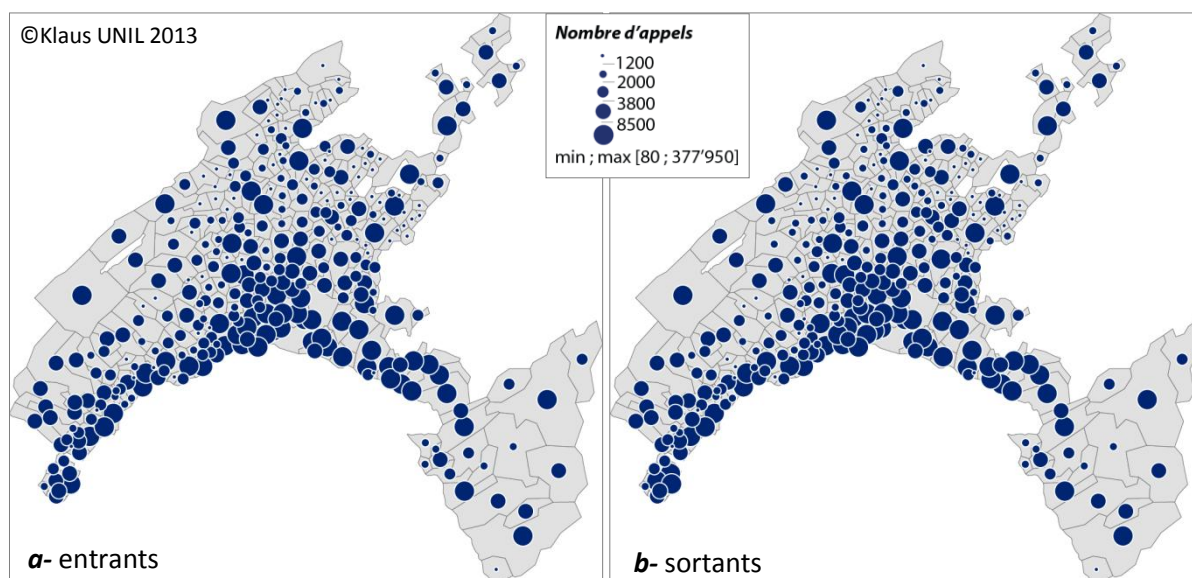 ©Klaus UNIL 2013
Nombre d'appels
1200
2000
3800
8500
min ; max [80 ; 377'950]
a- entrants
b- sortants